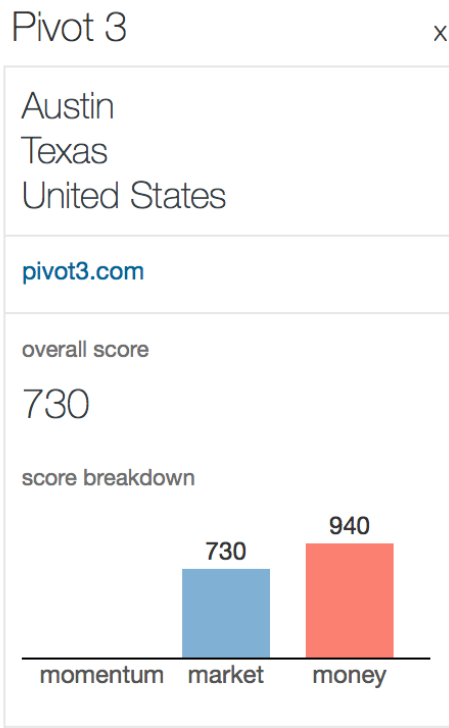 Pivot 3 x
Austin
Texas
United States
pivot3.com
overall score
730
score breakdown
730 940
momentum market money